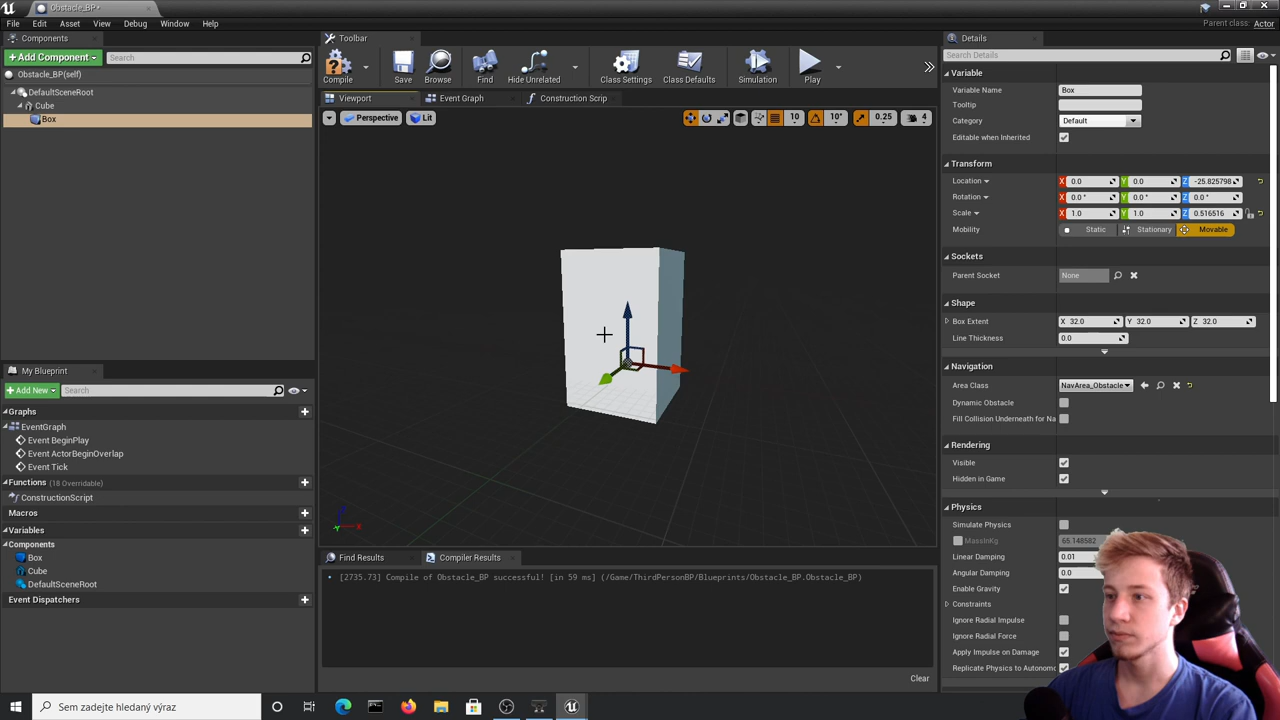 Obstacle_BP*
File Edit Asset View Debug Window Help
Parent class: Actor
Components
+ Add Component
Search
Obstacle_BP(self)
DefaultSceneRoot
Cube
Box
Toolbar
Compile
Save
Browse
Hide Unrelated
Class Settings
Class Defaults
Simulation
Play
Viewport
Event Graph
Construction Scrip
Perspective
Lit
10
10°
0.25
4
My Blueprint
+ Add New
Search
Graphs
EventGraph
Event BeginPlay
Event ActorBeginOverlap
Event Tick
Functions (18 Overridable)
ConstructionScript
Macros
Variables
Components
Box
Cube
DefaultSceneRoot
Event Dispatchers
Find Results
Compiler Results
[2735.73] Compile of Obstacle_BP successful! [in 59 ms] (/Game/ThirdPersonBP/Blueprints/Obstacle_BP.Obstacle_BP)
Clear
Details
Search Details
Variable
Variable Name Box
Tooltip
Category Default
Editable when Inherited
Transform
Location X 0.0 Y 0.0 Z -25.825798
Rotation X 0.0 ° Y 0.0 ° Z 0.0 °
Scale X 1.0 Y 1.0 Z 0.516516
Mobility Static Stationary Movable
Sockets
Parent Socket None
Shape
Box Extent X 32.0 Y 32.0 Z 32.0
Line Thickness 0.0
Navigation
Area Class NavArea_Obstacle
Dynamic Obstacle
Fill Collision Underneath for Na
Rendering
Visible
Hidden in Game
Physics
Simulate Physics
MassInKg 65.148582
Linear Damping 0.01
Angular Damping 0.0
Enable Gravity
Constraints
Ignore Radial Impulse
Ignore Radial Force
Apply Impulse on Damage
Replicate Physics to Autonomo
Sem zadejte hledaný výraz